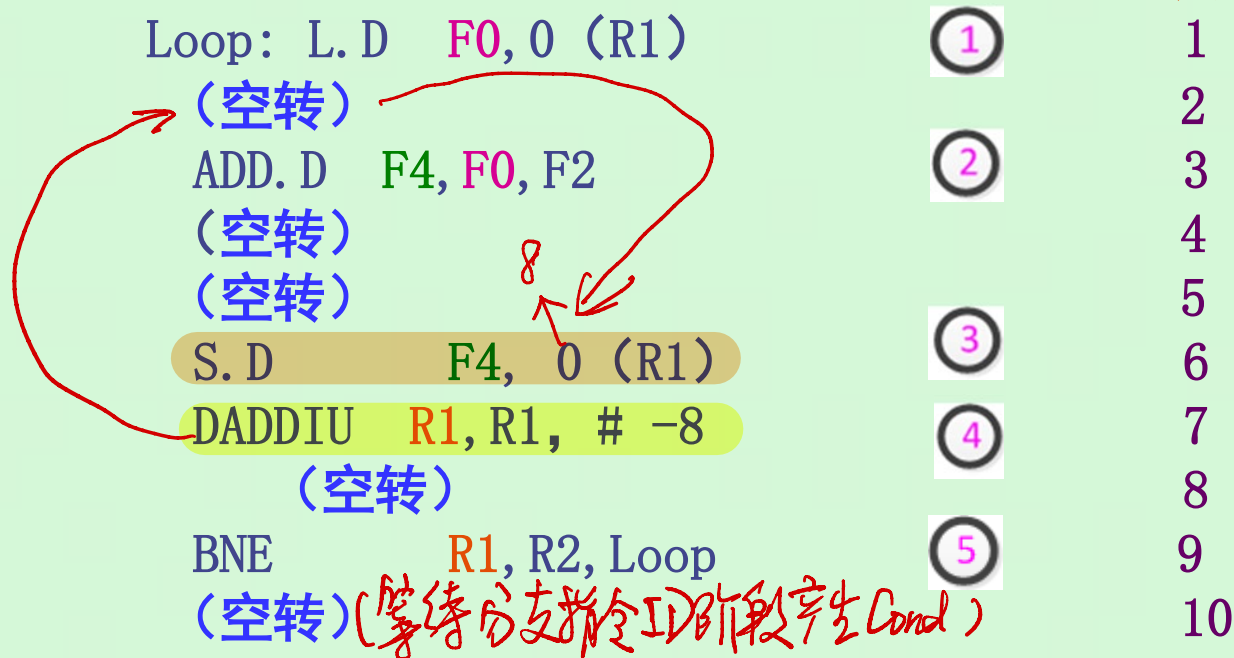 Loop: L.D F0,0 (R1) 1 1
(空转) 2
ADD.D F4,F0,F2 2 3
(空转) 4
8
(空转) 5
S.D F4, 0 (R1) 3 6
DADDIU R1,R1, # -8 4 7
(空转) 8
BNE R1,R2,Loop 5 9
(空转) (等待分支指令ID阶段产生Cond) 10